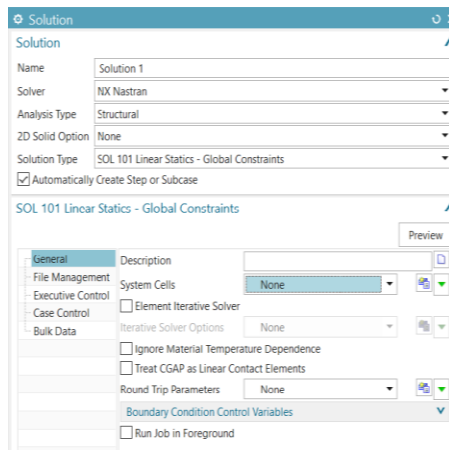 Solution
Solution
Name Solution 1
Solver NX Nastran
Analysis Type Structural
2D Solid Option None
Solution Type SOL 101 Linear Statics - Global Constraints
Automatically Create Step or Subcase
SOL 101 Linear Statics - Global Constraints
Preview
General Description
File Management System Cells None
Executive Control Element Iterative Solver
Case Control Iterative Solver Options None
Bulk Data Ignore Material Temperature Dependence
Treat CGAP as Linear Contact Elements
Round Trip Parameters None
Boundary Condition Control Variables
Run Job in Foreground